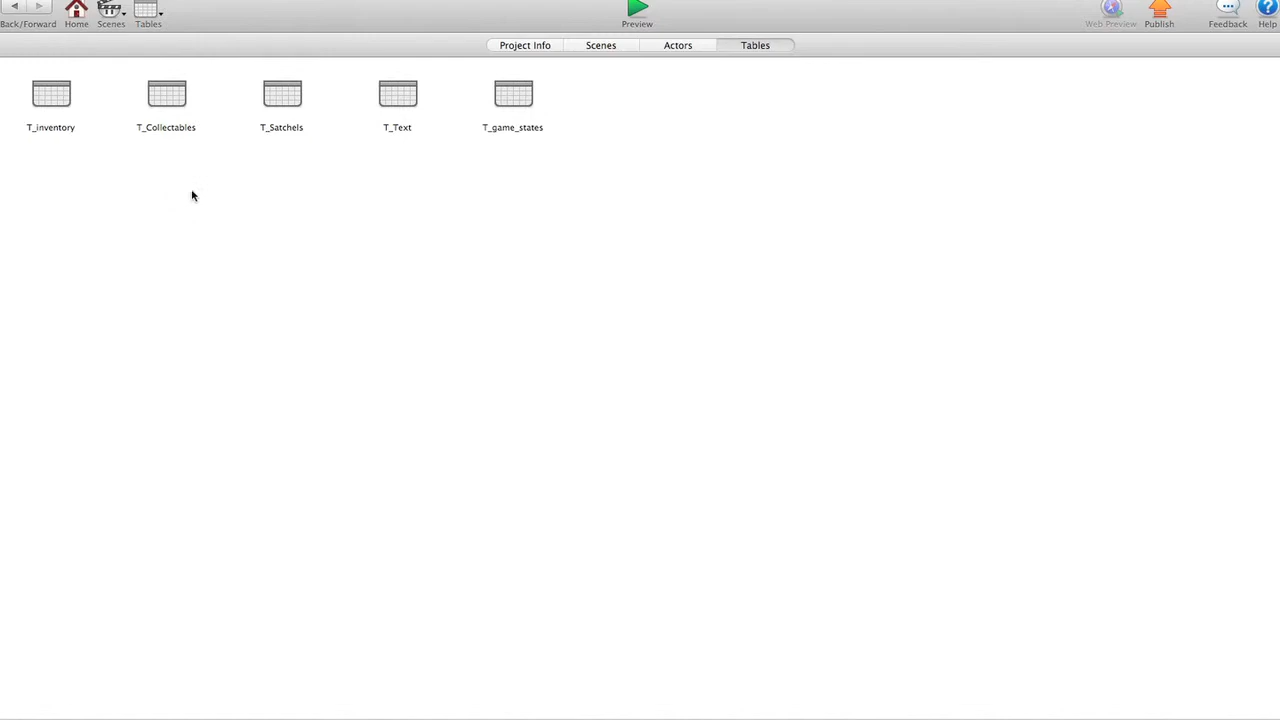 Back/Forward Home Scenes Tables Preview Web Preview Publish Feedback Help
Project Info Scenes Actors Tables
T_inventory T_Collectables T_Satchels T_Text T_game_states